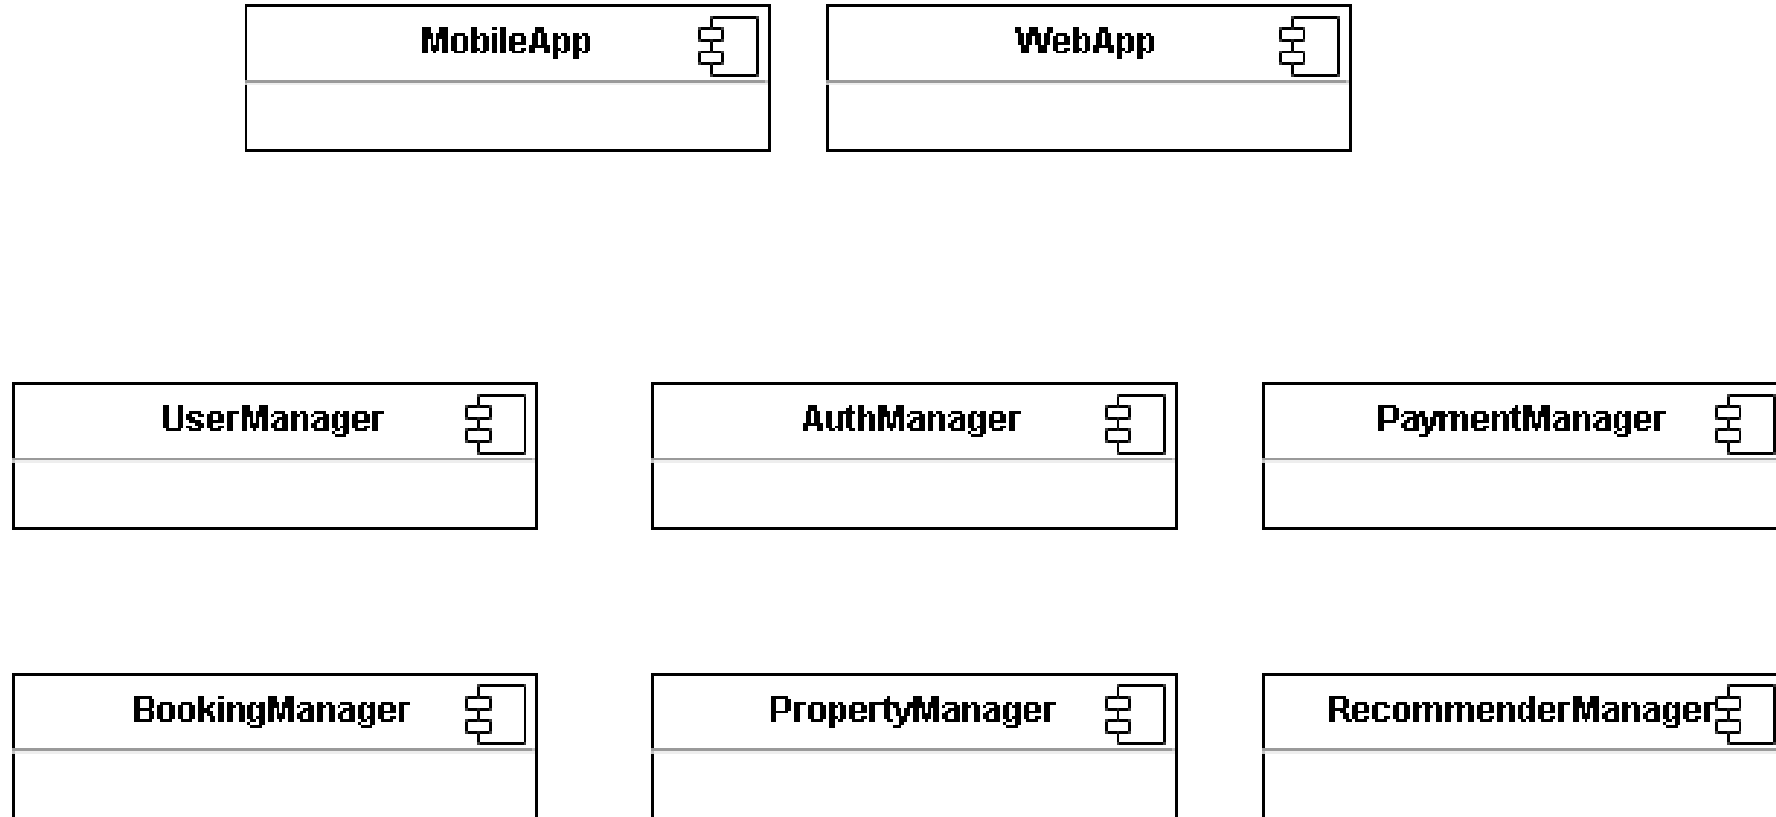 MobileApp
WebApp
UserManager
AuthManager
PaymentManager
BookingManager
PropertyManager
RecommenderManager